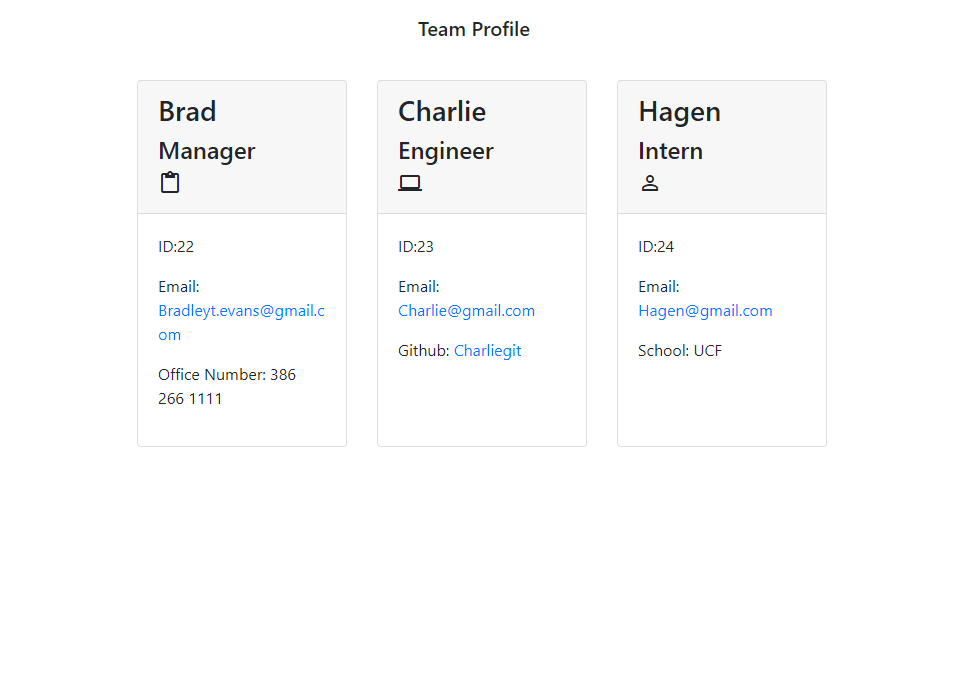 Team Profile
Brad
Manager
ID:22
Email:
Bradleyt.evans@gmail.c
om
Office Number: 386
266 1111
Charlie
Engineer
ID:23
Email:
Charlie@gmail.com
Github: Charliegit
Hagen
Intern
ID:24
Email:
Hagen@gmail.com
School: UCF